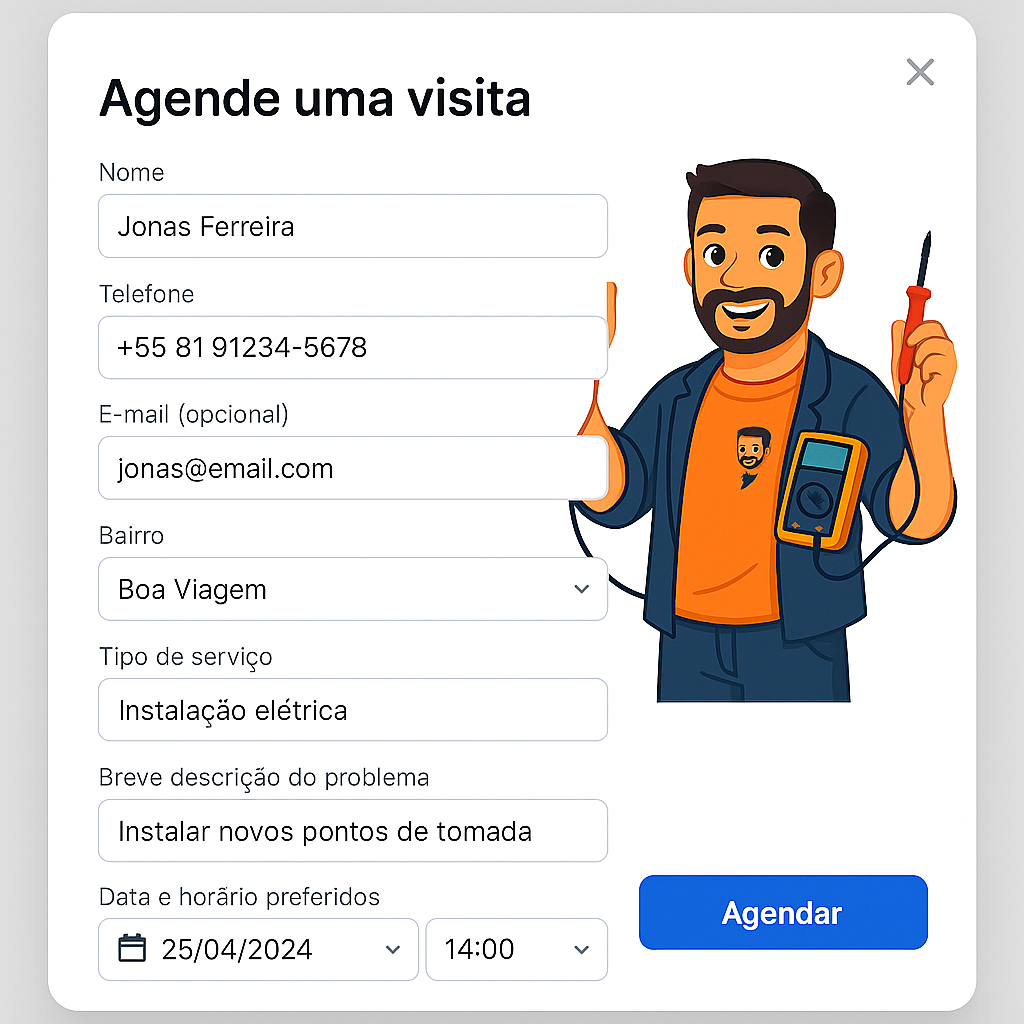 Agende uma visita
Nome
Jonas Ferreira
Telefone
+55 81 91234-5678
E-mail (opcional)
jonas@email.com
Bairro
Boa Viagem
Tipo de serviço
Instalação elétrica
Breve descrição do problema
Instalar novos pontos de tomada
Data e horário preferidos
25/04/2024 14:00
Agendar